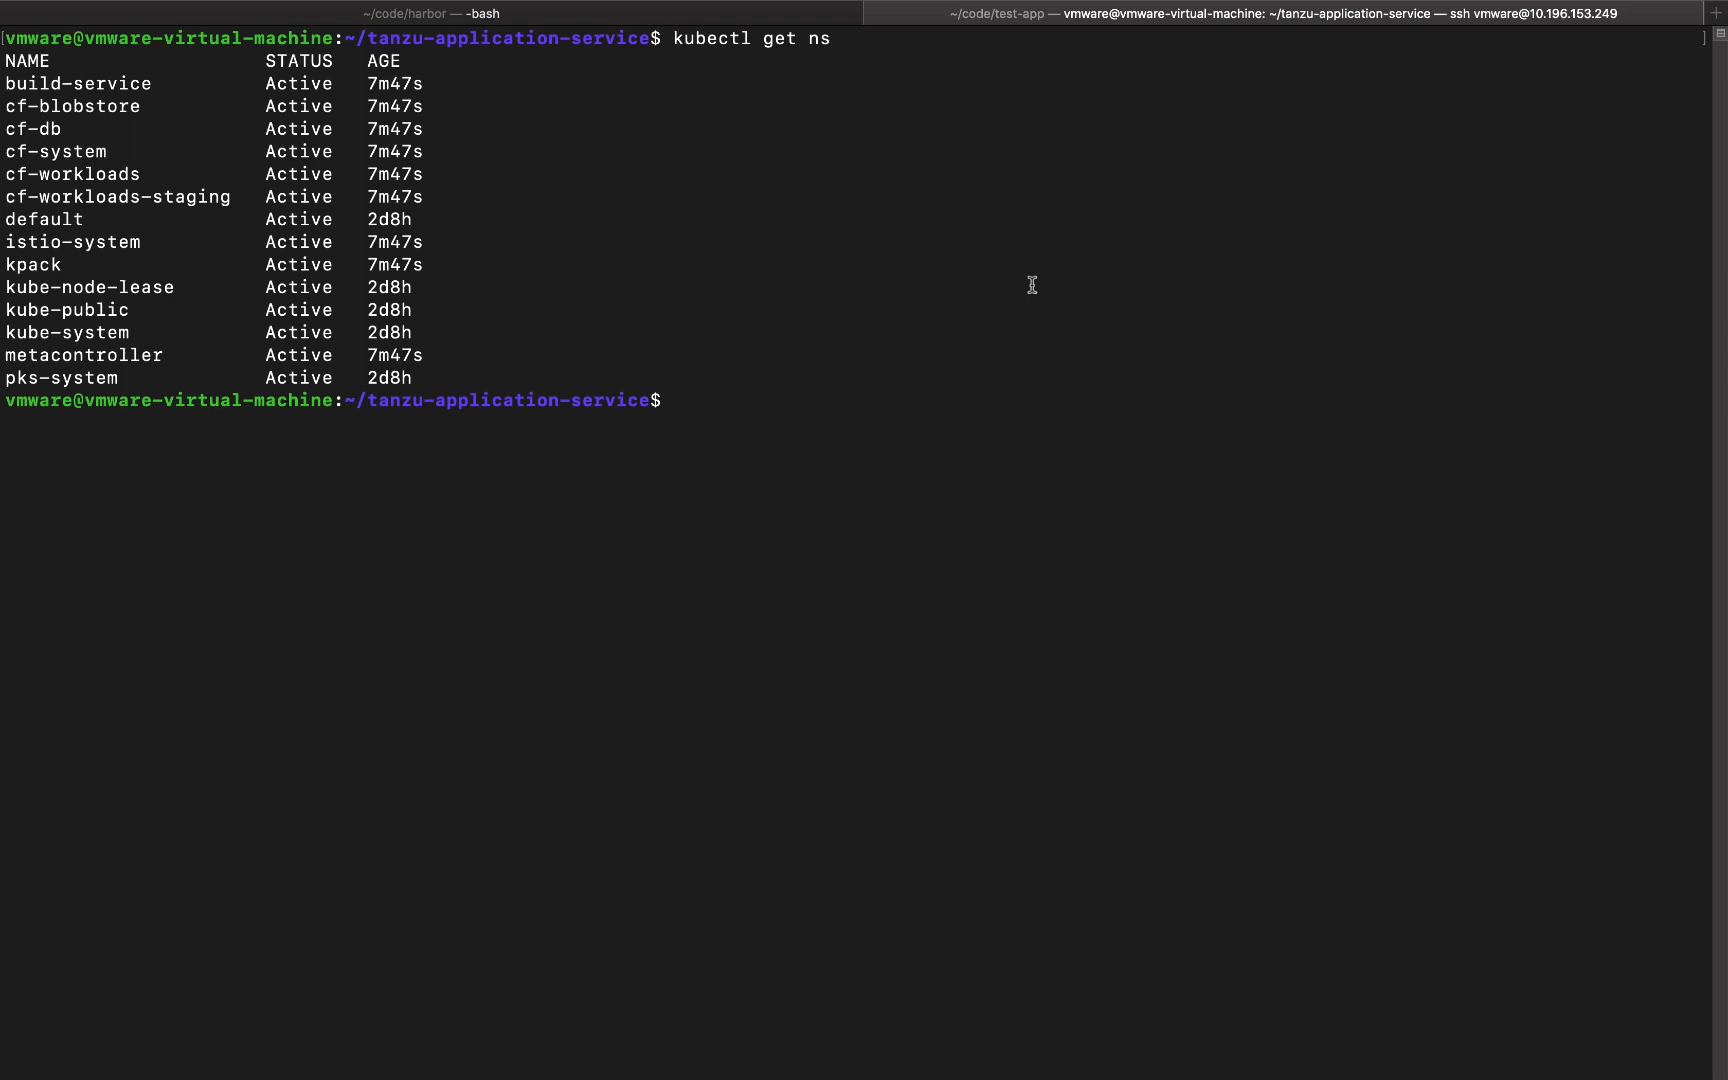 ~/code/harbor — -bash
~/code/test-app — vmware@vmware-virtual-machine: ~/tanzu-application-service — ssh vmware@10.196.153.249
[vmware@vmware-virtual-machine:~/tanzu-application-service$ kubectl get ns ]
NAME STATUS AGE
build-service Active 7m47s
cf-blobstore Active 7m47s
cf-db Active 7m47s
cf-system Active 7m47s
cf-workloads Active 7m47s
cf-workloads-staging Active 7m47s
default Active 2d8h
istio-system Active 7m47s
kpack Active 7m47s
kube-node-lease Active 2d8h
kube-public Active 2d8h
kube-system Active 2d8h
metacontroller Active 7m47s
pks-system Active 2d8h
vmware@vmware-virtual-machine:~/tanzu-application-service$